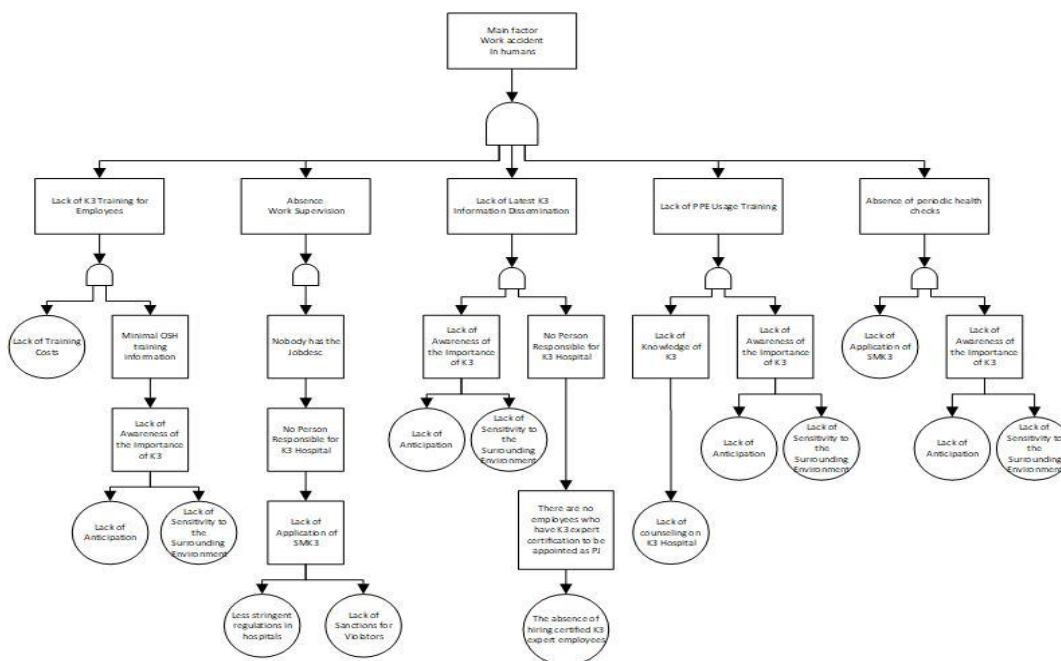 Main factor
Work accident
In humans
Lack of K3 Training for
Employees
Absence
Work Supervision
Lack of Latest K3
Information Dissemination
Lack of PPE Usage Training
Absence of periodic health
checks
Lack of Training
Costs
Minimal OSH
training
information
Nobody has the
Jobdesc
Lack of
Awareness of
the Importance
of K3
No Person
Responsible for
K3 Hospital
Lack of
Knowledge of
K3
Lack of
Awareness of
the Importance
of K3
Lack of
Application of
SMK3
Lack of
Awareness of
the Importance
of K3
Lack of
Awareness of
the Importance
of K3
No Person
Responsible for
K3 Hospital
Lack of
Anticipation
Lack of
Sensitivity to
the
Surrounding
Environment
Lack of
Anticipation
Lack of
Sensitivity to
the
Surrounding
Environment
Lack of
Anticipation
Lack of
Sensitivity to
the
Surrounding
Environment
Lack of
Anticipation
Lack of
Sensitivity to
the
Surrounding
Environment
Lack of
Application of
SMK3
There are no
employees who
have K3 expert
certification to be
appointed as PJ
Lack of
counseling on
K3 Hospital
Less stringent
regulations in
hospitals
Lack of
Sanctions for
Violators
The absence of
hiring certified K3
expert employees